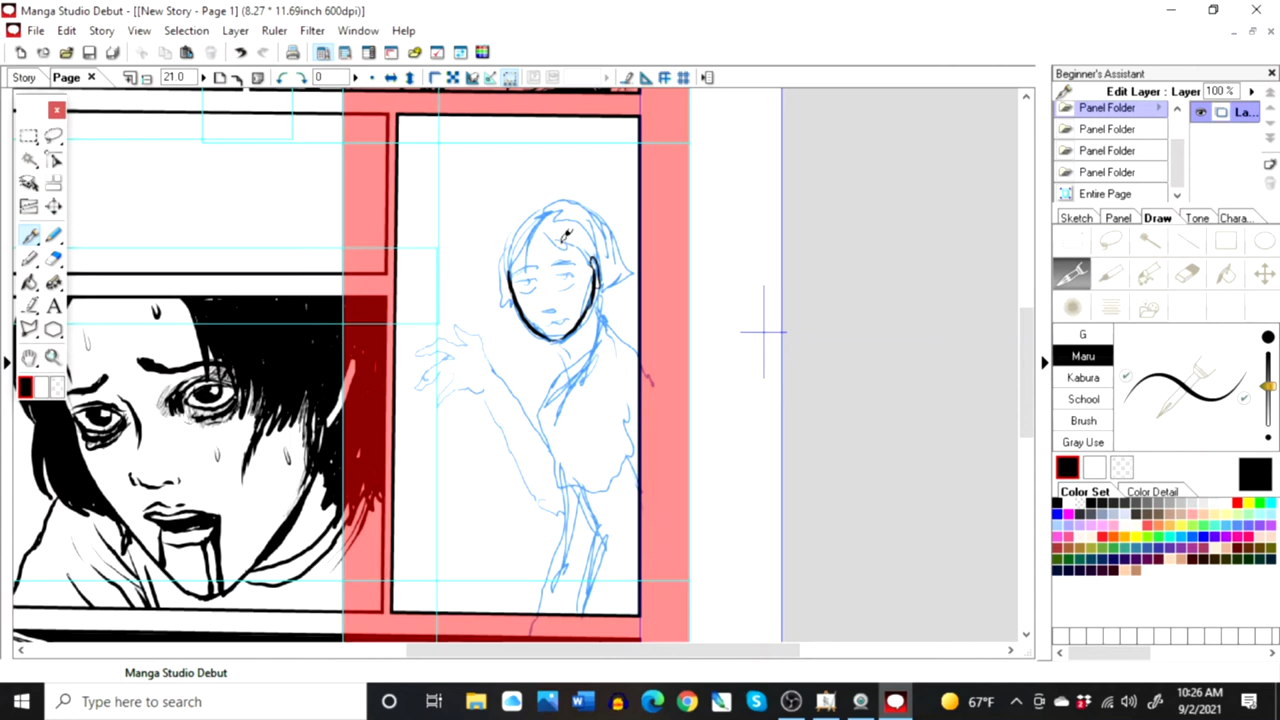 Manga Studio Debut - [[New Story - Page 1] (8.27 * 11.69inch 600dpi)]
File Edit Story View Selection Layer Ruler Filter Window Help
Story Page 21.0 0
Beginner's Assistant
Edit Layer : Layer 100 %
Panel Folder La...
Panel Folder
Panel Folder
Panel Folder
Entire Page
Sketch Panel Draw Tone Chara...
G
Maru
Kabura
School
Brush
Gray Use
Color Set Color Detail
A
Manga Studio Debut
Type here to search
67°F
10:26 AM
9/2/2021